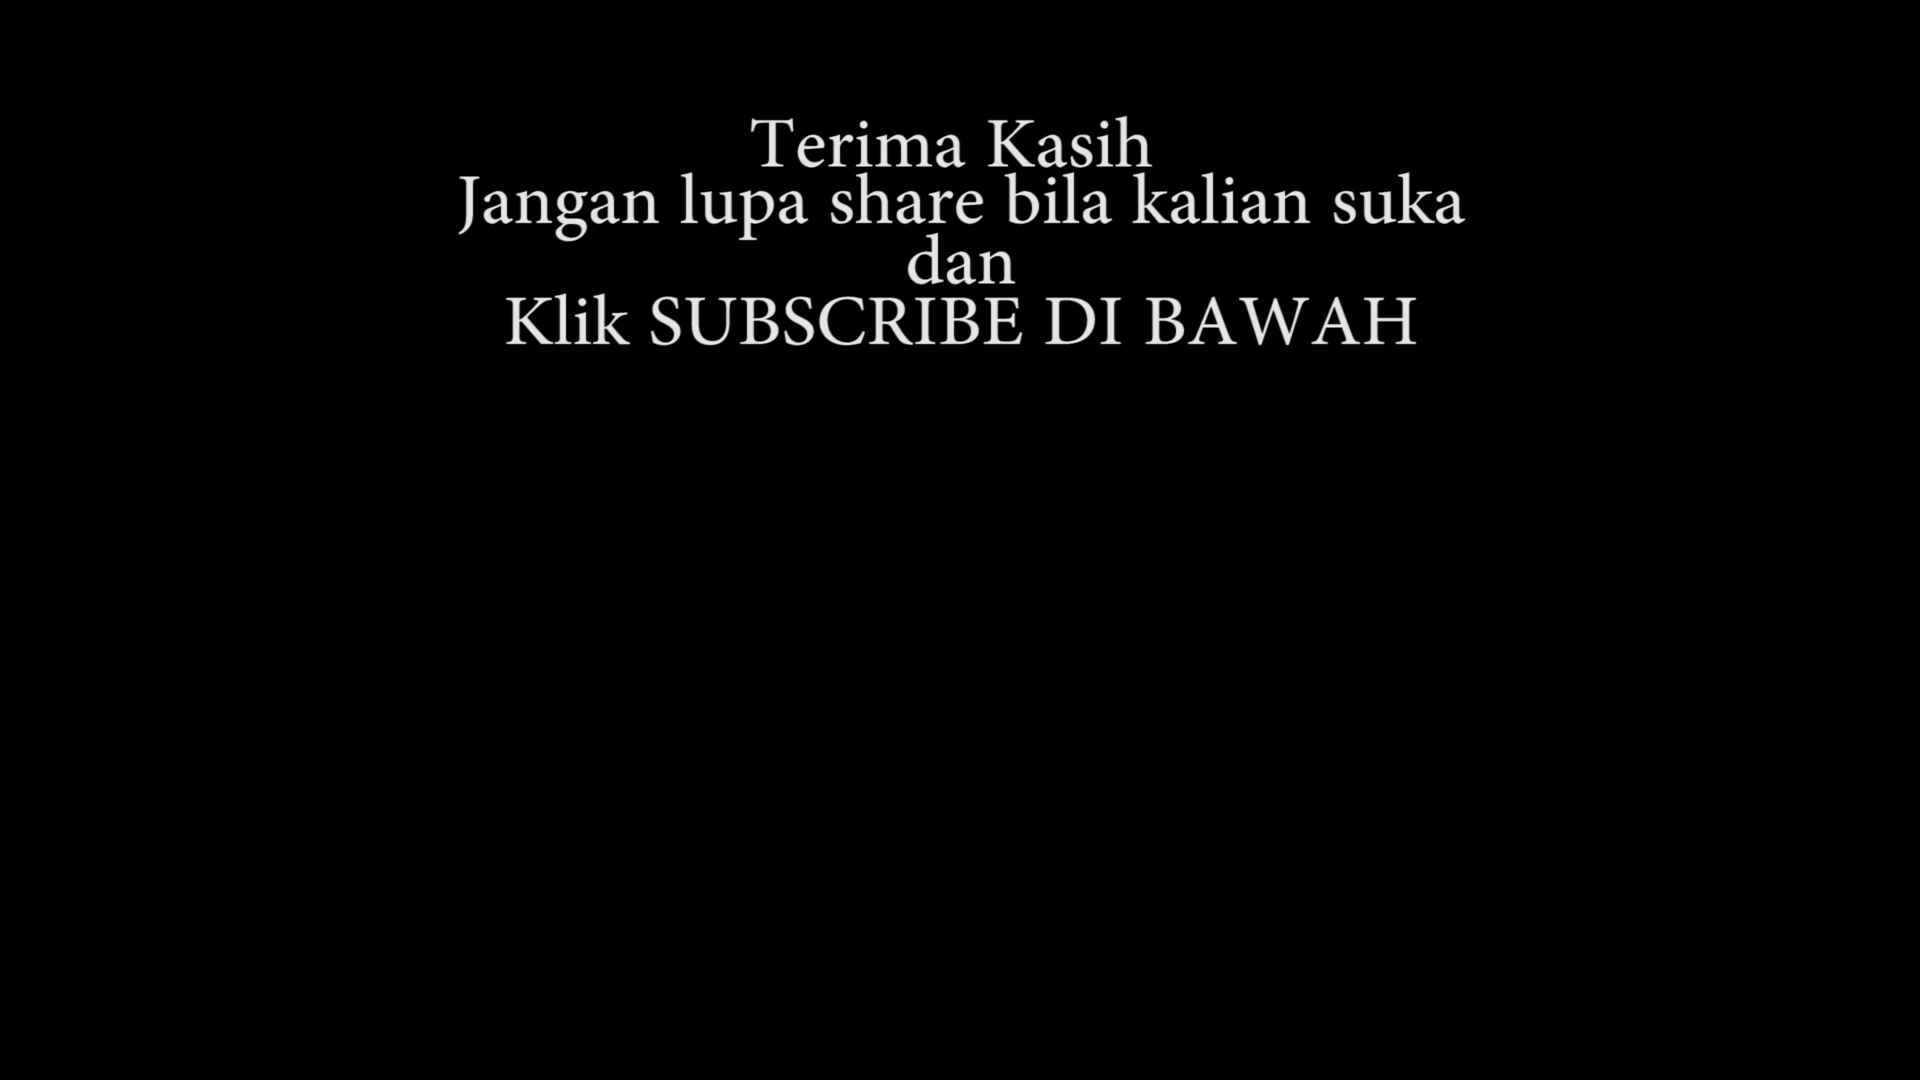 Terima Kasih
Jangan lupa share bila kalian suka
dan
Klik SUBSCRIBE DI BAWAH